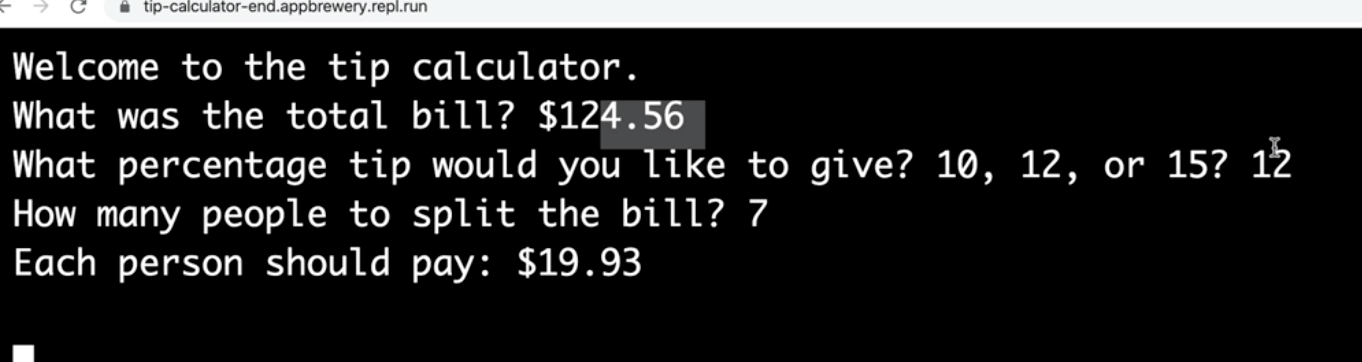 tip-calculator-end.appbrewery.repl.run
Welcome to the tip calculator.
What was the total bill? $124.56
What percentage tip would you like to give? 10, 12, or 15? 12
How many people to split the bill? 7
Each person should pay: $19.93